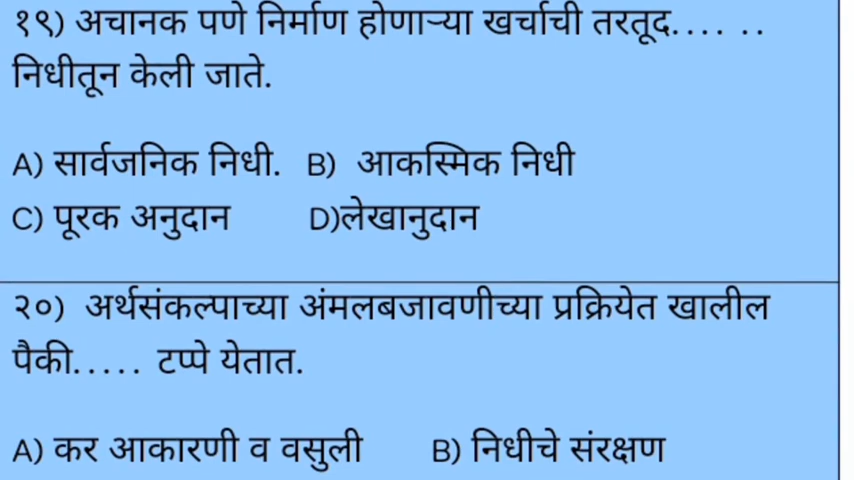 १९) अचानक पणे निर्माण होणाऱ्या खर्चाची तरतूद.... ..
निधीतून केली जाते.
A) सार्वजनिक निधी. B) आकस्मिक निधी
C) पूरक अनुदान D)लेखानुदान
२०) अर्थसंकल्पाच्या अंमलबजावणीच्या प्रक्रियेत खालील
पैकी..... टप्पे येतात.
A) कर आकारणी व वसुली B) निधीचे संरक्षण